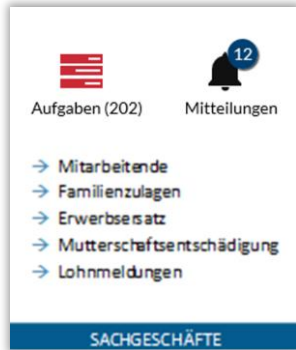 12
Aufgaben (202) Mitteilungen
→ Mitarbeitende
→ Familienzulagen
→ Erwerbsersatz
→ Mutterschaftsentschädigung
→ Lohnmeldungen
SACHGESCHÄFTE